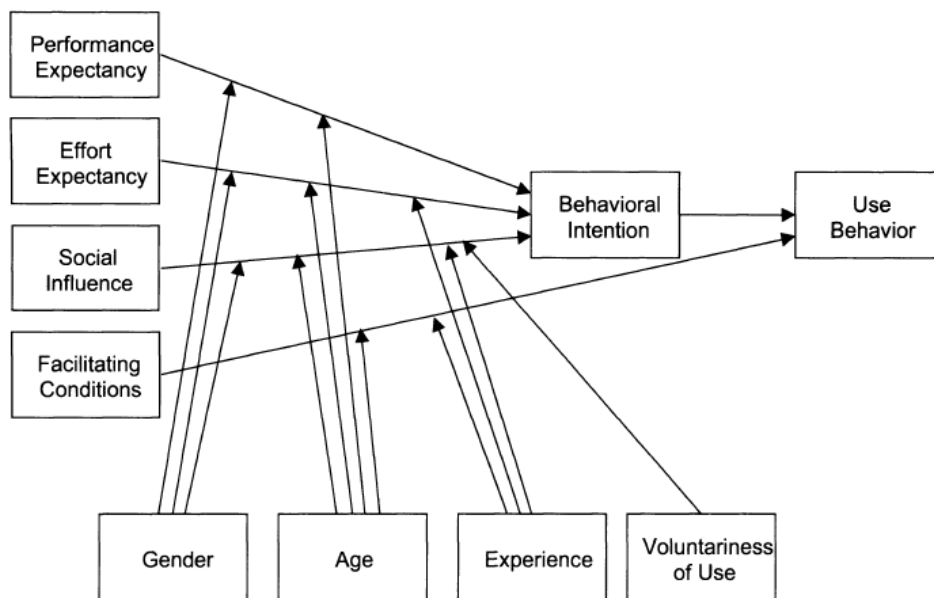 Performance
Expectancy
Effort
Expectancy
Social
Influence
Facilitating
Conditions
Behavioral
Intention
Use
Behavior
Gender
Age
Experience
Voluntariness
of Use